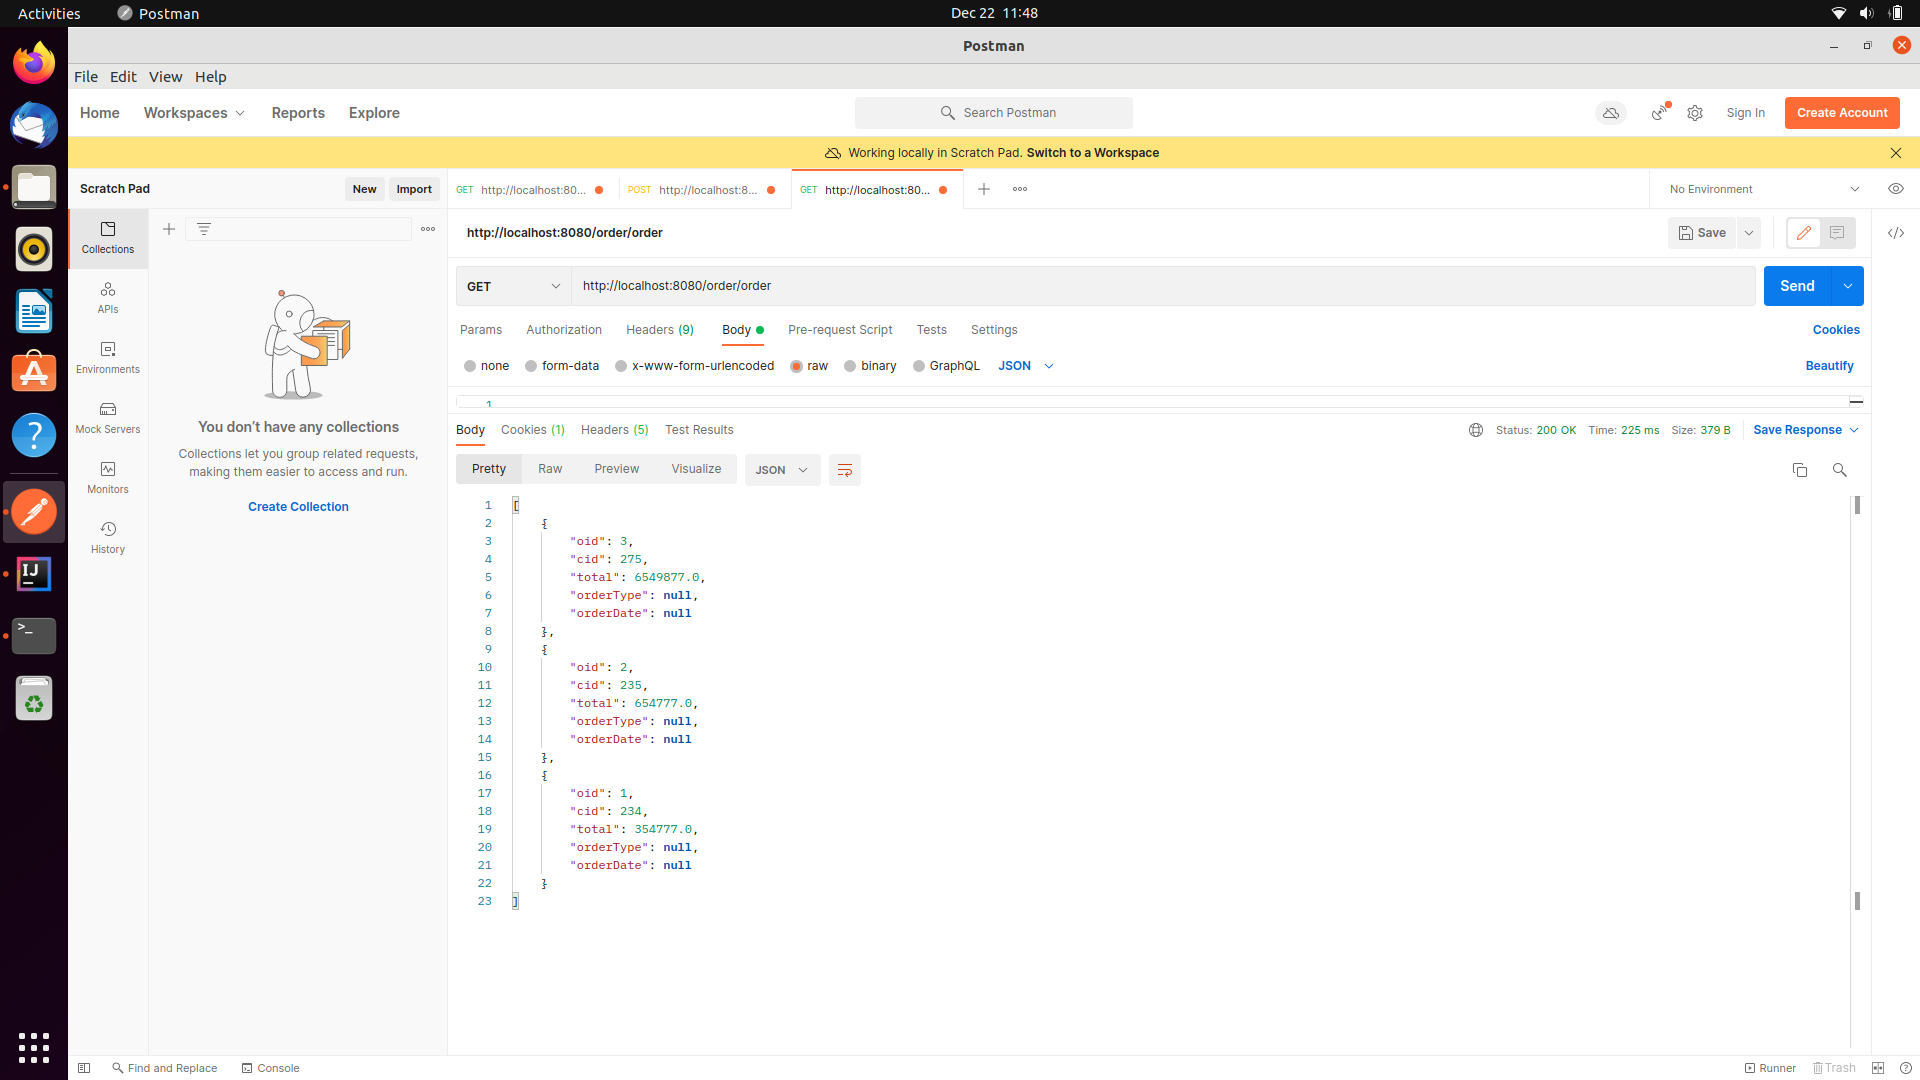 Activities
Postman
Dec 22 11:48
Postman
File Edit View Help
Home Workspaces Reports Explore
Search Postman
Sign In
Create Account
Working locally in Scratch Pad. Switch to a Workspace
Scratch Pad
New
Import
GET http://localhost:80...
POST http://localhost:8...
GET http://localhost:80...
No Environment
Collections
APIs
Environments
Mock Servers
Monitors
History
You don't have any collections
Collections let you group related requests,
making them easier to access and run.
Create Collection
http://localhost:8080/order/order
Save
</>
GET
http://localhost:8080/order/order
Send
Params Authorization Headers (9) Body Pre-request Script Tests Settings
Cookies
none form-data x-www-form-urlencoded raw binary GraphQL JSON
Beautify
1
Body Cookies (1) Headers (5) Test Results
Status: 200 OK Time: 225 ms Size: 379 B
Save Response
Pretty Raw Preview Visualize JSON
1 [
2 {
3 "oid": 3,
4 "cid": 275,
5 "total": 6549877.0,
6 "orderType": null,
7 "orderDate": null
8 },
9 {
10 "oid": 2,
11 "cid": 235,
12 "total": 654777.0,
13 "orderType": null,
14 "orderDate": null
15 },
16 {
17 "oid": 1,
18 "cid": 234,
19 "total": 354777.0,
20 "orderType": null,
21 "orderDate": null
22 }
23 ]
Find and Replace
Console
Runner
Trash